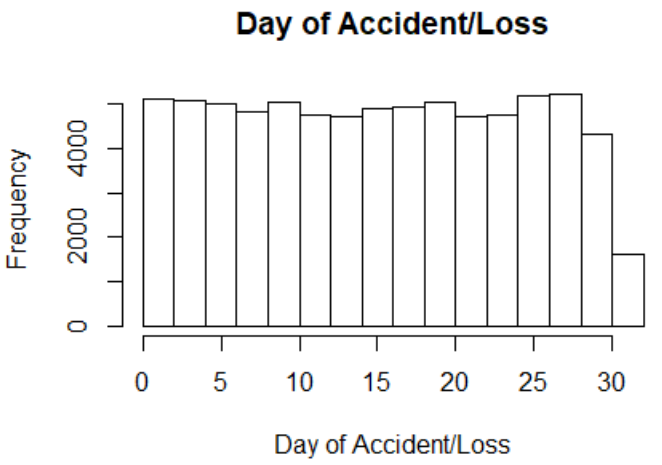 Day of Accident/Loss
Frequency
4000
2000
0
0 5 10 15 20 25 30
Day of Accident/Loss